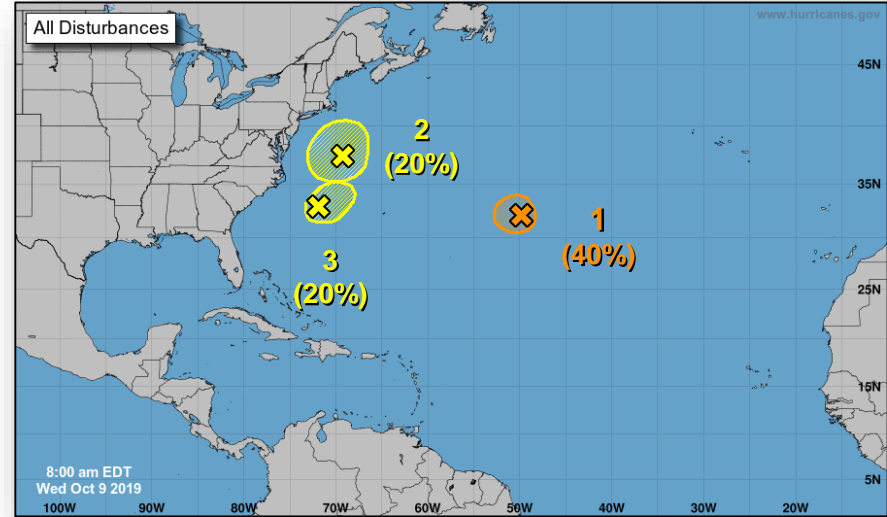 All Disturbances
www.hurricanes.gov
45N
2
(20%)
35N
1
(40%)
3
(20%)
25N
15N
8:00 am EDT
Wed Oct 9 2019
5N
100W 90W 80W 70W 60W 50W 40W 30W 20W